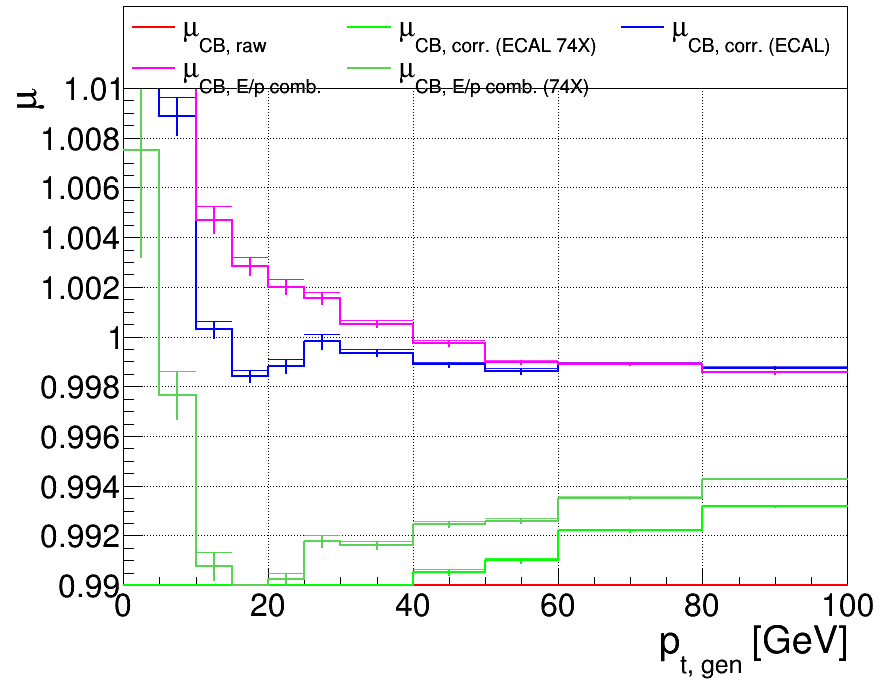 μCB, raw μCB, corr. (ECAL 74X) μCB, corr. (ECAL)
μCB, E/p comb. μCB, E/p comb. (74X)
μ
1.01
1.008
1.006
1.004
1.002
1
0.998
0.996
0.994
0.992
0.99
0 20 40 60 80 100
pt, gen [GeV]